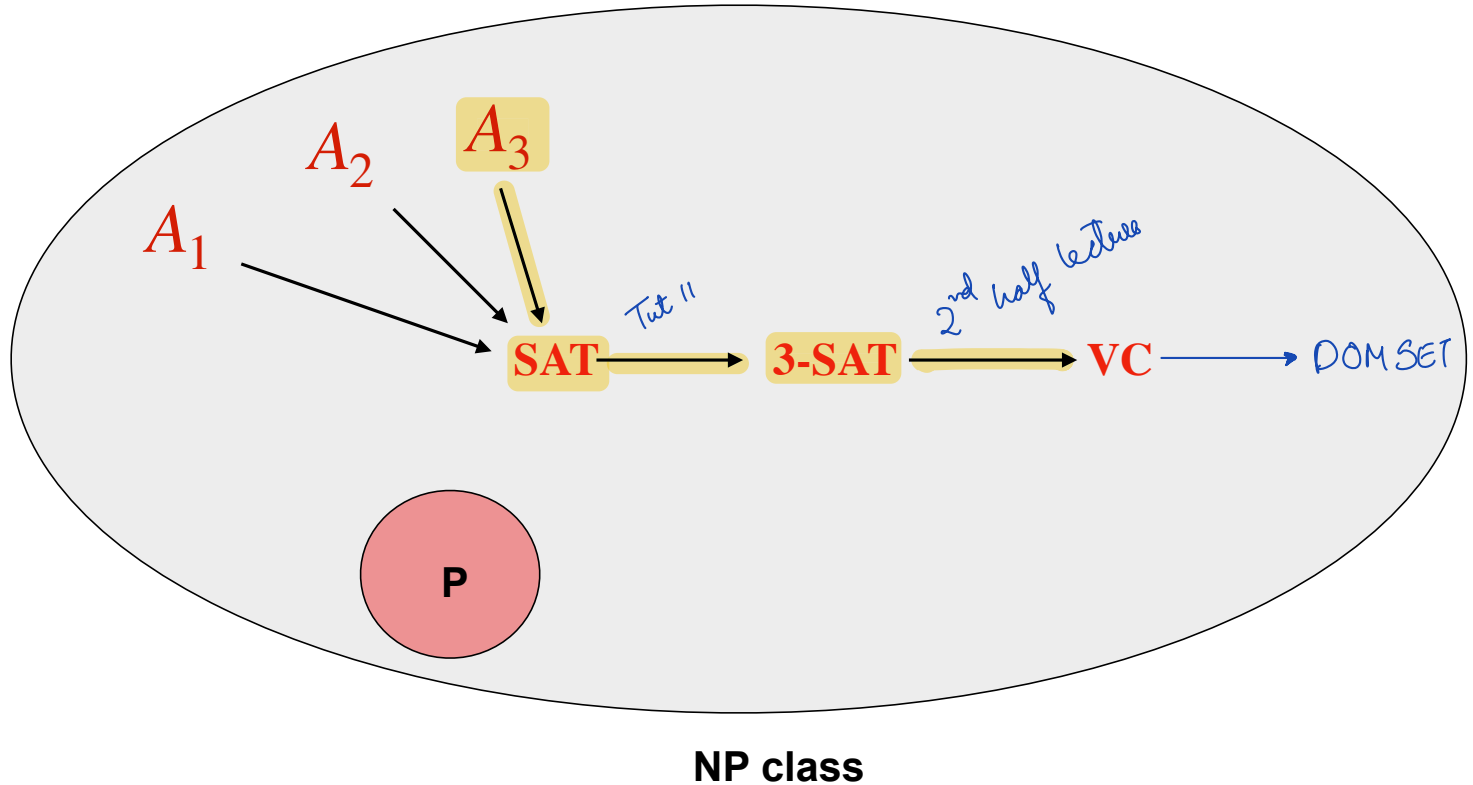 A₃
A₂
A₁
Tut 11
2nd half lecture
SAT
3-SAT
VC
DOM SET
P
NP class